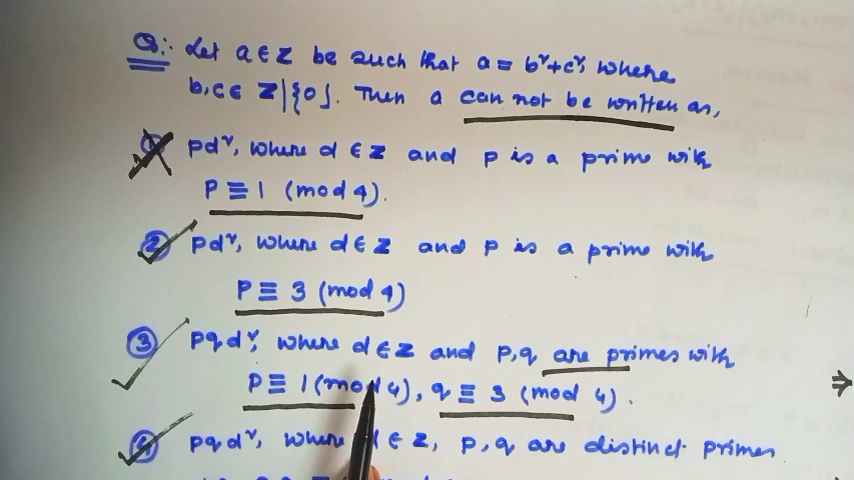 Q:. Let a ∈ Z be such that a = b²+c², where
b,c ∈ Z|{0}. Then a can not be written as,
① pd², where d ∈ Z and p is a prime with
P ≡ 1 (mod 4).
② Pd², where d ∈ Z and p is a prime with
P ≡ 3 (mod 4)
③ pqd², where d ∈ Z and p,q are primes with
P ≡ 1 (mod 4), q ≡ 3 (mod 4).
④ pqd², where d ∈ Z, p,q are distinct primes